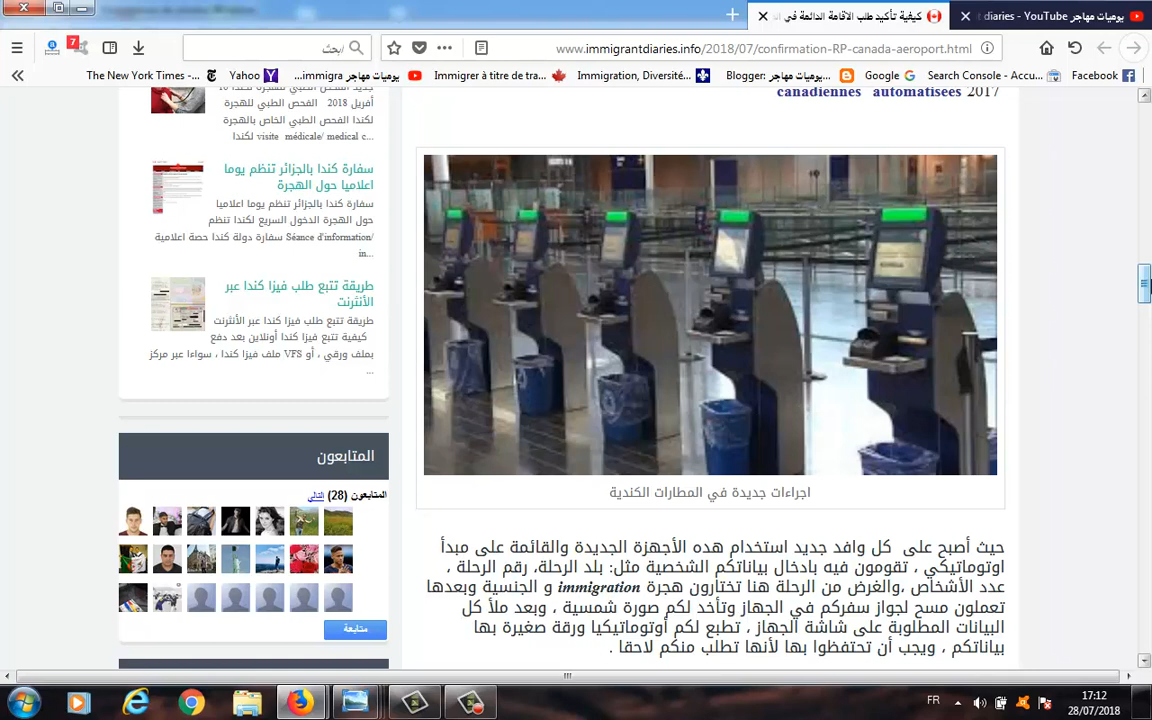 كيفية تأكيد طلب الاقامة الدائمة في الـ
يوميات مهاجر diaries - YouTube
7
ابحث
www.immigrantdiaries.info/2018/07/confirmation-RP-canada-aeroport.html
The New York Times -...
Yahoo
يوميات مهاجر immigra...
Immigrer à titre de tra...
Immigration, Diversité...
Blogger: يوميات مهاجر...
Google
Search Console - Accu...
Facebook
canadiennes automatisées 2017
أفريل 2018 الفحص الطبي للهجرة
لكندا الفحص الطبي الخاص بالهجرة
لكندا visite médicale/ medical c...
سفارة كندا بالجزائر تنظم يوما
اعلاميا حول الهجرة
سفارة كندا بالجزائر تنظم يوما اعلاميا
حول الهجرة الدخول السريع لكندا تنظم
سفارة دولة كندا حصة اعلامية Séance d'information/
in...
طريقة تتبع طلب فيزا كندا عبر
الأنثرنت
طريقة تتبع طلب فيزا كندا عبر الأنثرنت
كيفية تتبع فيزا كندا أونلاين بعد دفع
بملف ورقي ، أو VFS ملف فيزا كندا ، سواءا عبر مركز
...
المتابعون
المتابعون (28) التالي
متابعة
اجراءات جديدة في المطارات الكندية
حيث أصبح على كل وافد جديد استخدام هده الأجهزة الجديدة والقائمة على مبدأ
اوتوماتيكي ، تقومون فيه بادخال بياناتكم الشخصية مثل: بلد الرحلة، رقم الرحلة ،
عدد الأشخاص ،والغرض من الرحلة هنا تختارون هجرة immigration و الجنسية وبعدها
تعملون مسح لجواز سفركم في الجهاز وتأخد لكم صورة شمسية ، وبعد ملأ كل
البيانات المطلوبة على شاشة الجهاز ، تطبع لكم أوتوماتيكيا ورقة صغيرة بها
بياناتكم ، ويجب أن تحتفظوا بها لأنها تطلب منكم لاحقا .
FR
17:12
28/07/2018